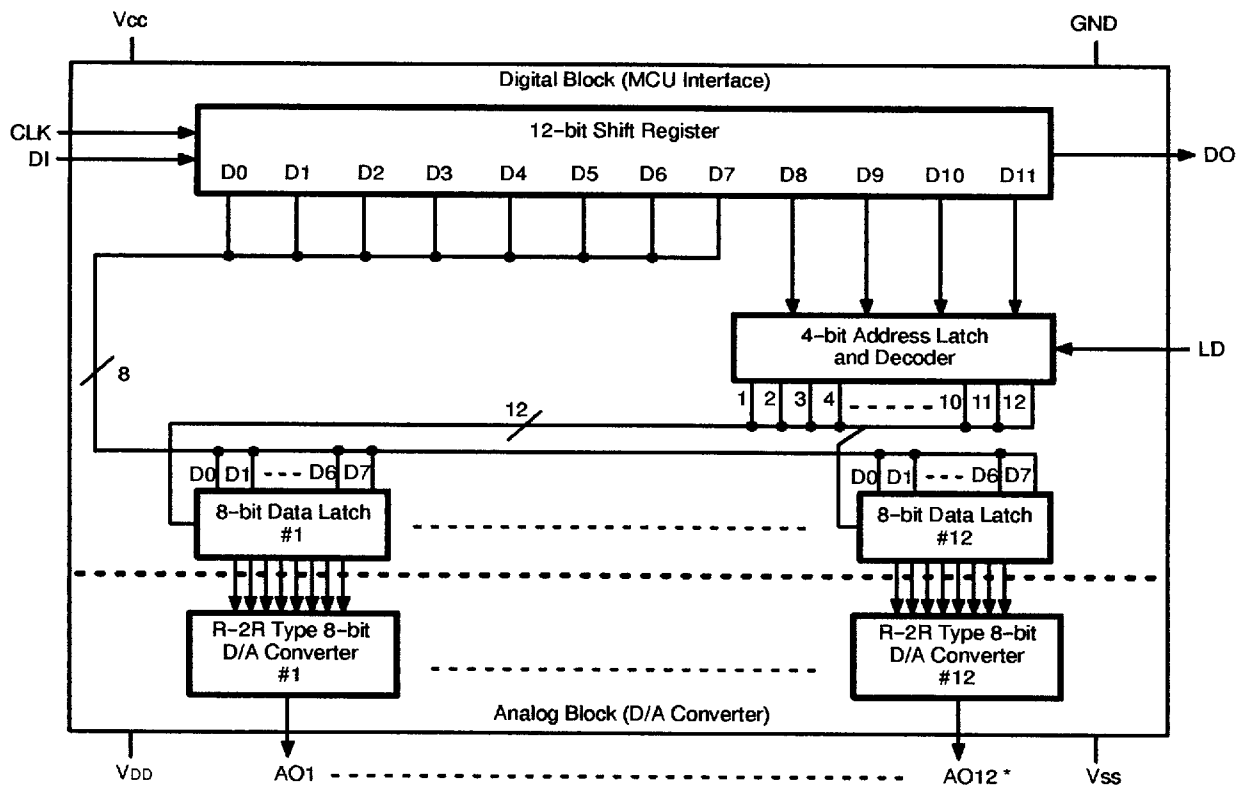 Vcc
GND
Digital Block (MCU Interface)
12-bit Shift Register
CLK
DI
DO
D0 D1 D2 D3 D4 D5 D6 D7 D8 D9 D10 D11
4-bit Address Latch
and Decoder
LD
8
1 2 3 4 10 11 12
12
D0 D1 D6 D7
D0 D1 D6 D7
8-bit Data Latch
#1
8-bit Data Latch
#12
R-2R Type 8-bit
D/A Converter
#1
R-2R Type 8-bit
D/A Converter
#12
Analog Block (D/A Converter)
VDD
AO1
AO12 *
Vss